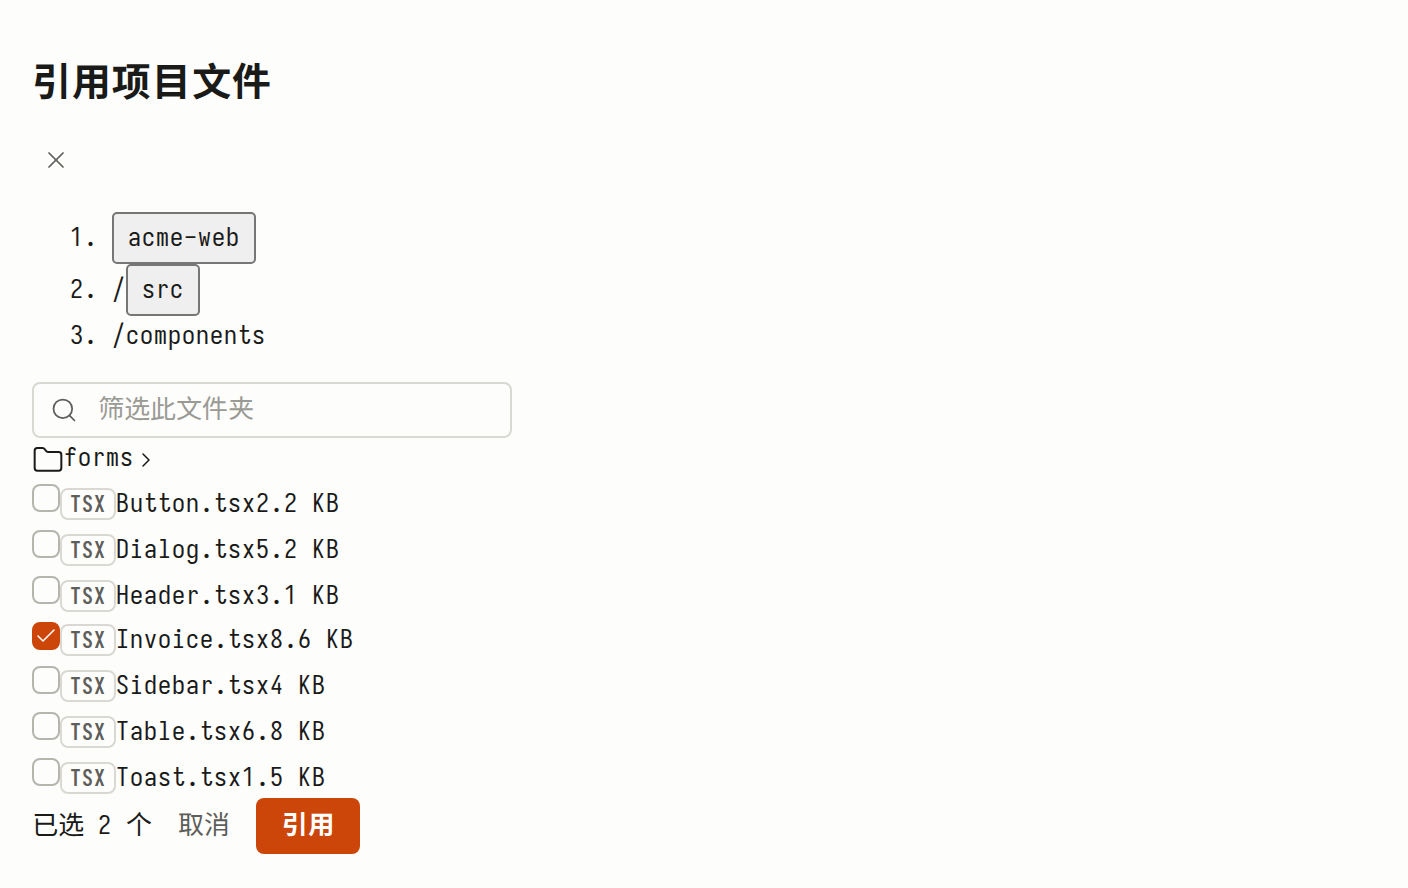 引用项目文件
1. acme-web
2. /src
3. /components
筛选此文件夹
forms
TSX Button.tsx2.2 KB
TSX Dialog.tsx5.2 KB
TSX Header.tsx3.1 KB
TSX Invoice.tsx8.6 KB
TSX Sidebar.tsx4 KB
TSX Table.tsx6.8 KB
TSX Toast.tsx1.5 KB
已选 2 个 取消 引用